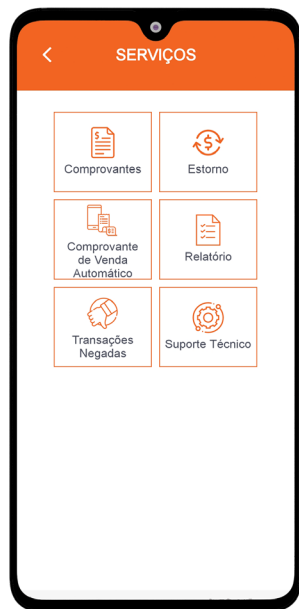 SERVIÇOS
Comprovantes
Estorno
Comprovante
de Venda
Automático
Relatório
Transações
Negadas
Suporte Técnico